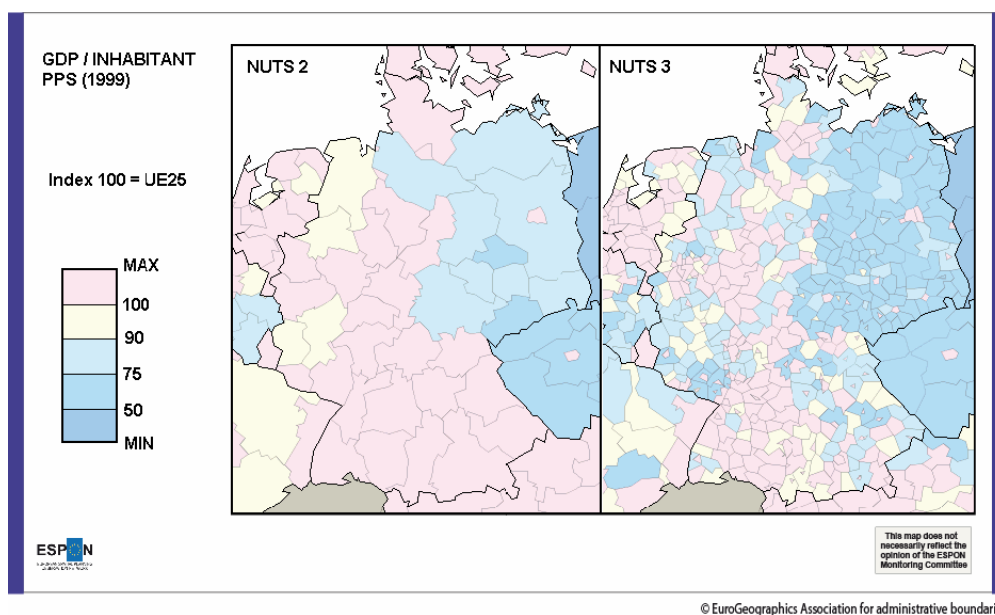 GDP / INHABITANT
PPS (1999)
NUTS 2
NUTS 3
Index 100 = UE25
MAX
100
90
75
50
MIN
ESPON
This map does not
necessarily reflect the
opinion of the ESPON
Monitoring Committee
© EuroGeographics Association for administrative boundari